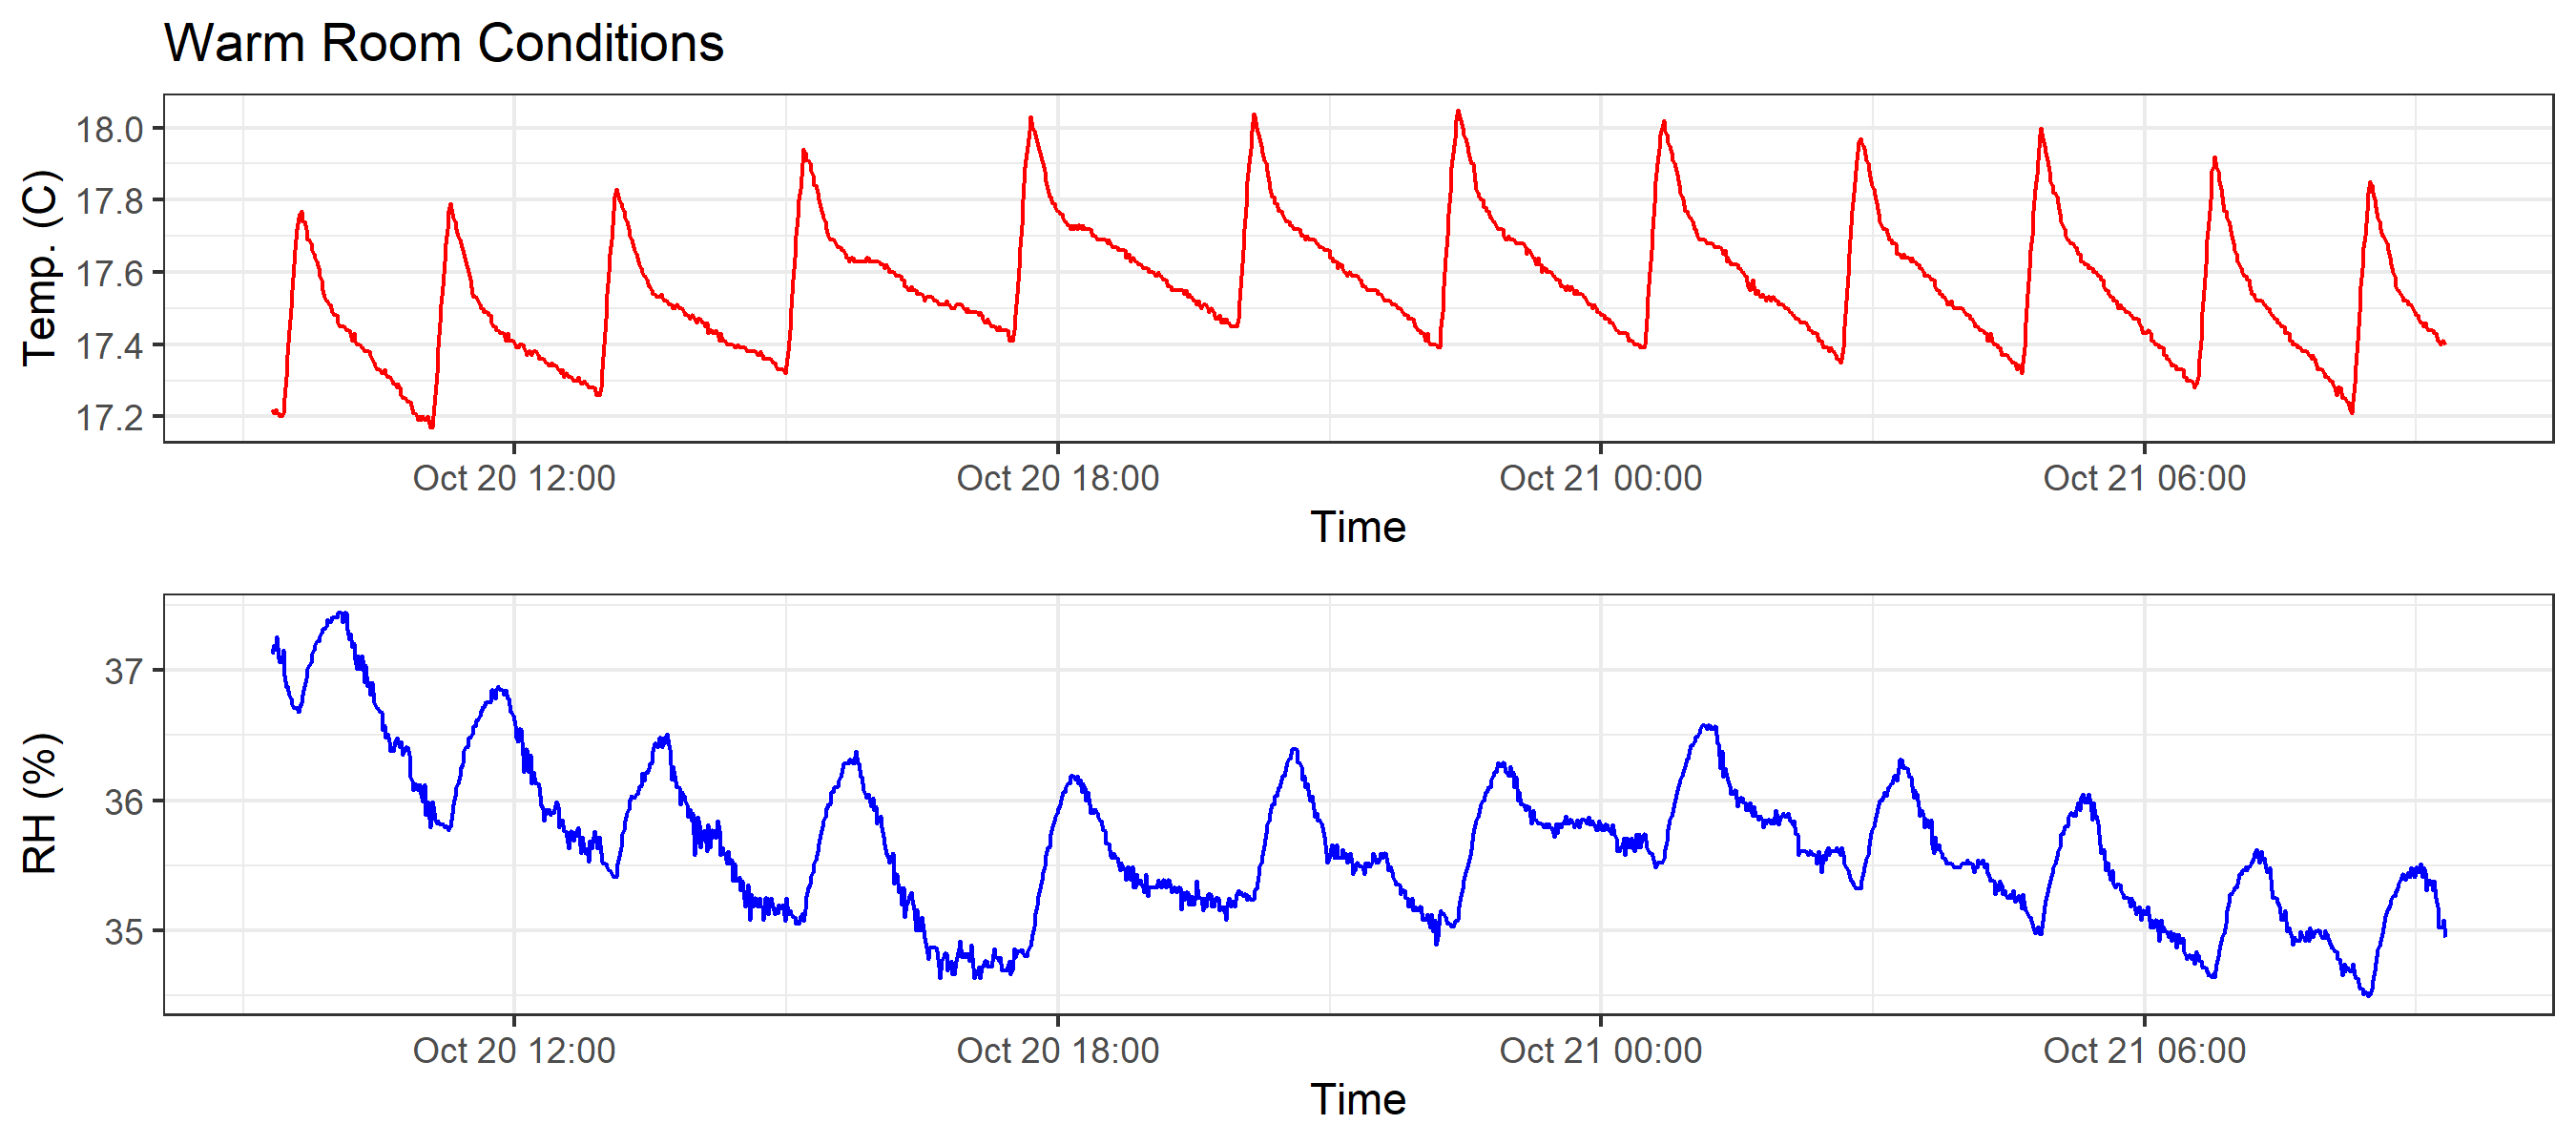 Warm Room Conditions
Temp. (C)
18.0
17.8
17.6
17.4
17.2
Oct 20 12:00 Oct 20 18:00 Oct 21 00:00 Oct 21 06:00
Time
RH (%)
37
36
35
Oct 20 12:00 Oct 20 18:00 Oct 21 00:00 Oct 21 06:00
Time